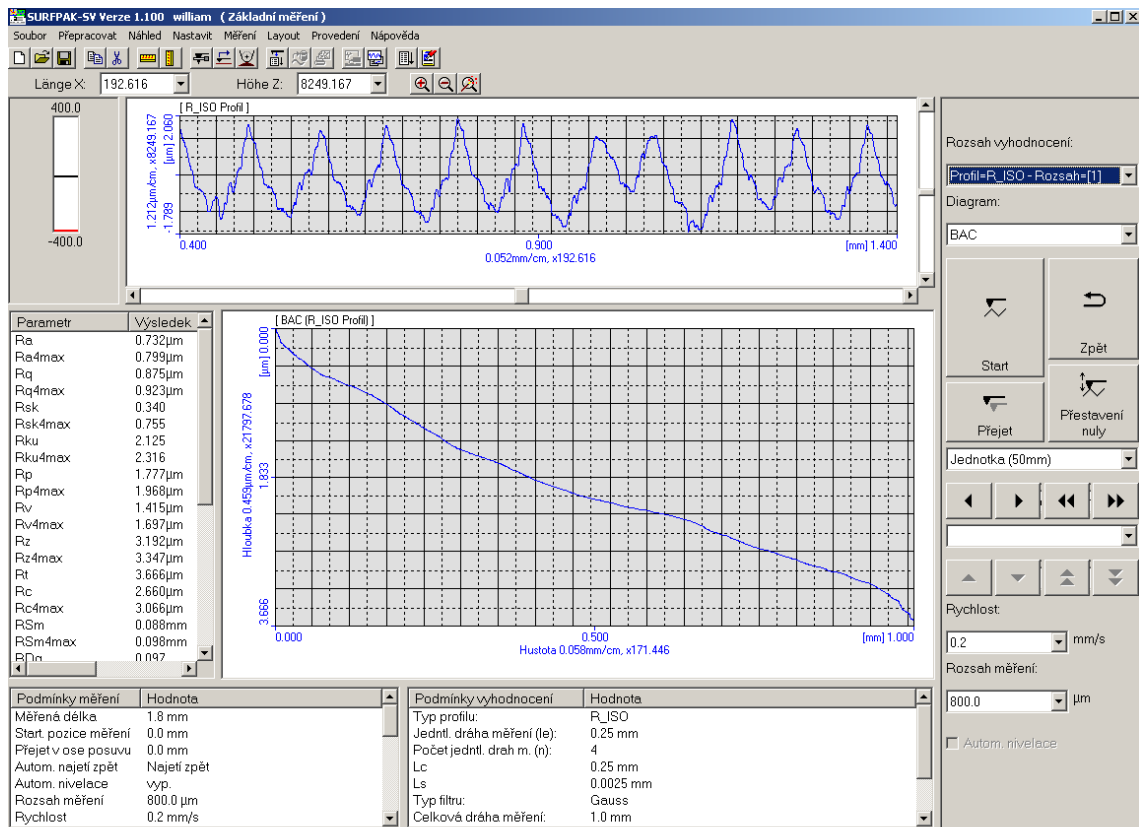 SURFPAK-SV Verze 1.100 william ( Základní měření )
Soubor Přepracovat Náhled Nastavit Měření Layout Provedení Nápověda
Länge X: 192.616 Höhe Z: 8249.167
400.0
-400.0
[ R_ISO Profil ]
1.212µm/cm, x8249.167
-1.789 [µm] 2.060
0.400 0.900 [mm] 1.400
0.052mm/cm, x192.616
Rozsah vyhodnocení:
Profil=R_ISO - Rozsah=[1]
Diagram:
BAC
Start
Zpět
Přejet
Přestavení
nuly
Jednotka (50mm)
Rychlost:
0.2 mm/s
Rozsah měření:
800.0 µm
Autom. nivelace
Parametr Výsledek
Ra 0.732µm
Ra4max 0.799µm
Rq 0.875µm
Rq4max 0.923µm
Rsk 0.340
Rsk4max 0.755
Rku 2.125
Rku4max 2.316
Rp 1.777µm
Rp4max 1.968µm
Rv 1.415µm
Rv4max 1.697µm
Rz 3.192µm
Rz4max 3.347µm
Rt 3.666µm
Rc 2.660µm
Rc4max 3.066µm
RSm 0.088mm
RSm4max 0.098mm
RDq 0.097
[ BAC (R_ISO Profil) ]
Hloubka 0.459µm/cm, x21797.678
3.666 1.833 [µm] 0.000
0.000 0.500 [mm] 1.000
Hustota 0.058mm/cm, x171.446
Podmínky měření Hodnota
Měřená délka 1.8 mm
Start. pozice měření 0.0 mm
Přejet v ose posuvu 0.0 mm
Autom. najetí zpět Najetí zpět
Autom. nivelace vyp.
Rozsah měření 800.0 µm
Rychlost 0.2 mm/s
Podmínky vyhodnocení Hodnota
Typ profilu: R_ISO
Jedntl. dráha měření (le): 0.25 mm
Počet jedntl. drah m. (n): 4
Lc 0.25 mm
Ls 0.0025 mm
Typ filtru: Gauss
Celková dráha měření: 1.0 mm